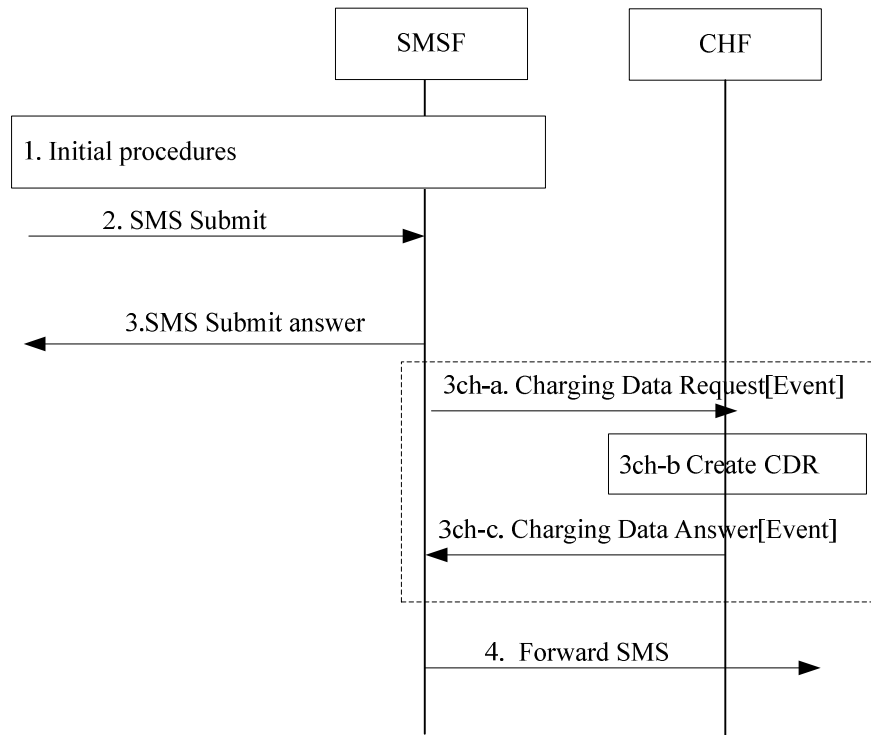 SMSF
CHF
1. Initial procedures
2. SMS Submit
3.SMS Submit answer
3ch-a. Charging Data Request[Event]
3ch-b Create CDR
3ch-c. Charging Data Answer[Event]
4. Forward SMS